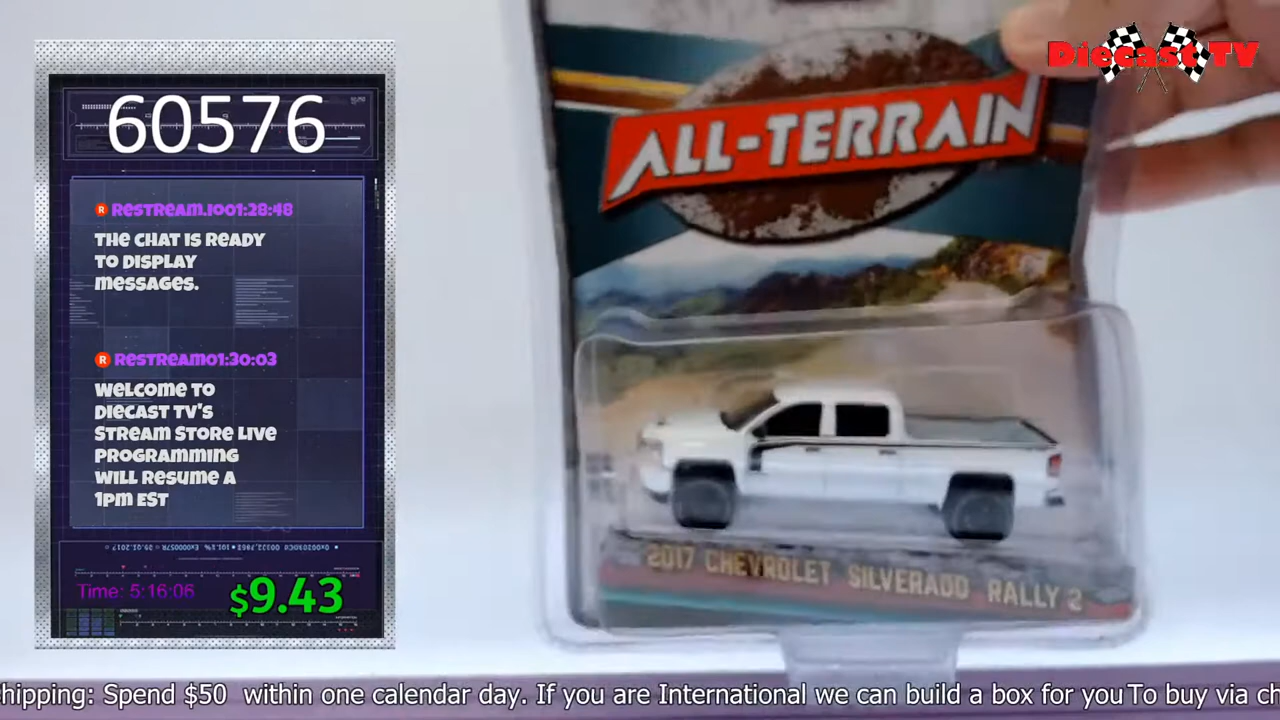 60576
Restream.io01:28:48
The chat is ready
to display
messages.
Restream01:30:03
Welcome to
Diecast TV's
Stream Store Live
Programming
will resume a
1pm EST
Time: 5:16:06
$9.43
Diecast TV
ALL-TERRAIN
2017 CHEVROLET SILVERADO RALLY 2
hipping: Spend $50 within one calendar day. If you are International we can build a box for you To buy via ch